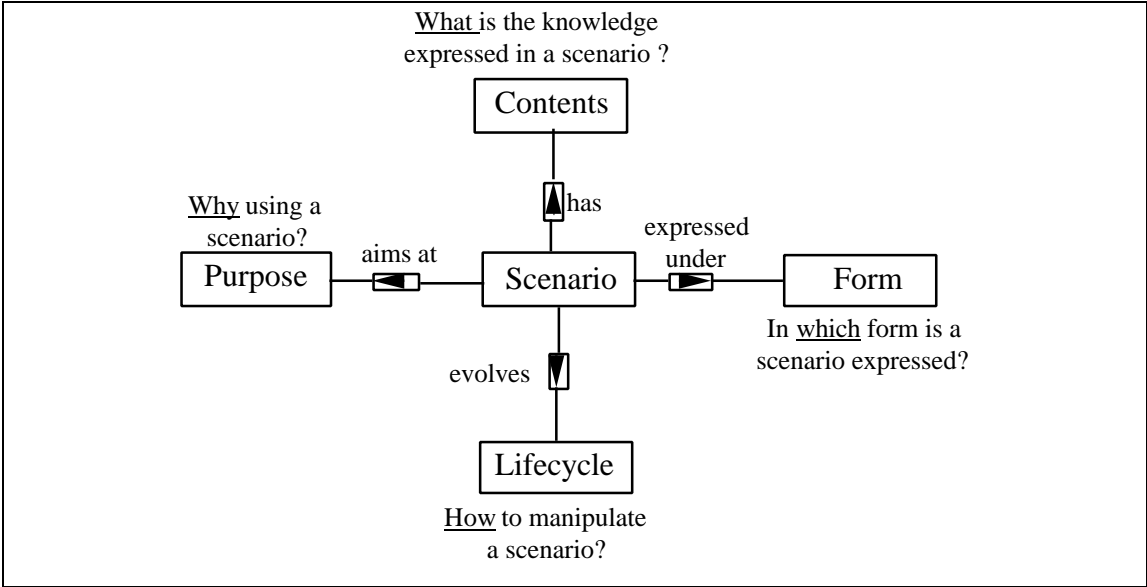 What is the knowledge
expressed in a scenario ?
Contents
has
Why using a
scenario?
Purpose
aims at
Scenario
expressed
under
Form
In which form is a
scenario expressed?
evolves
Lifecycle
How to manipulate
a scenario?